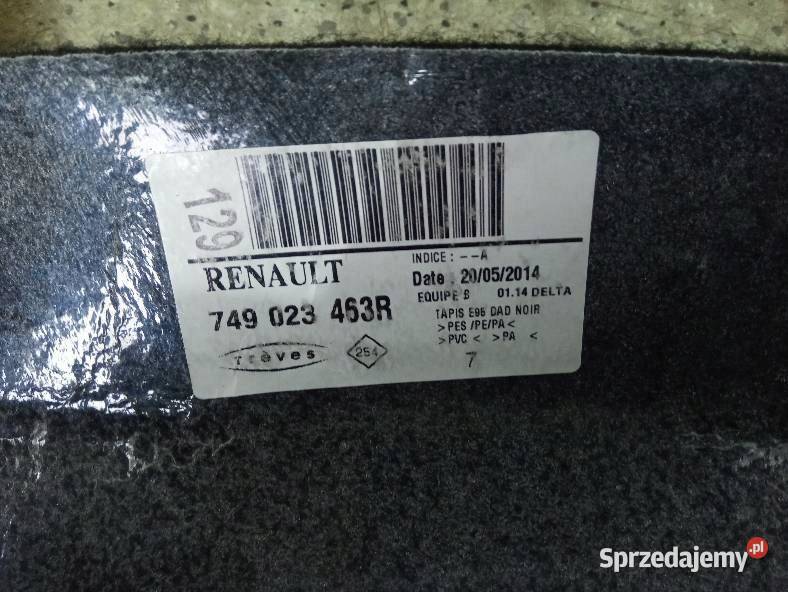 129
RENAULT
749 023 463R
Treves
254
INDICE : --A
Date : 20/05/2014
EQUIPE B 01.14 DELTA
TAPIS E95 DAD NOIR
>PES /PE/PA<
>PVC < >PA <
7
Sprzedajemy.pl